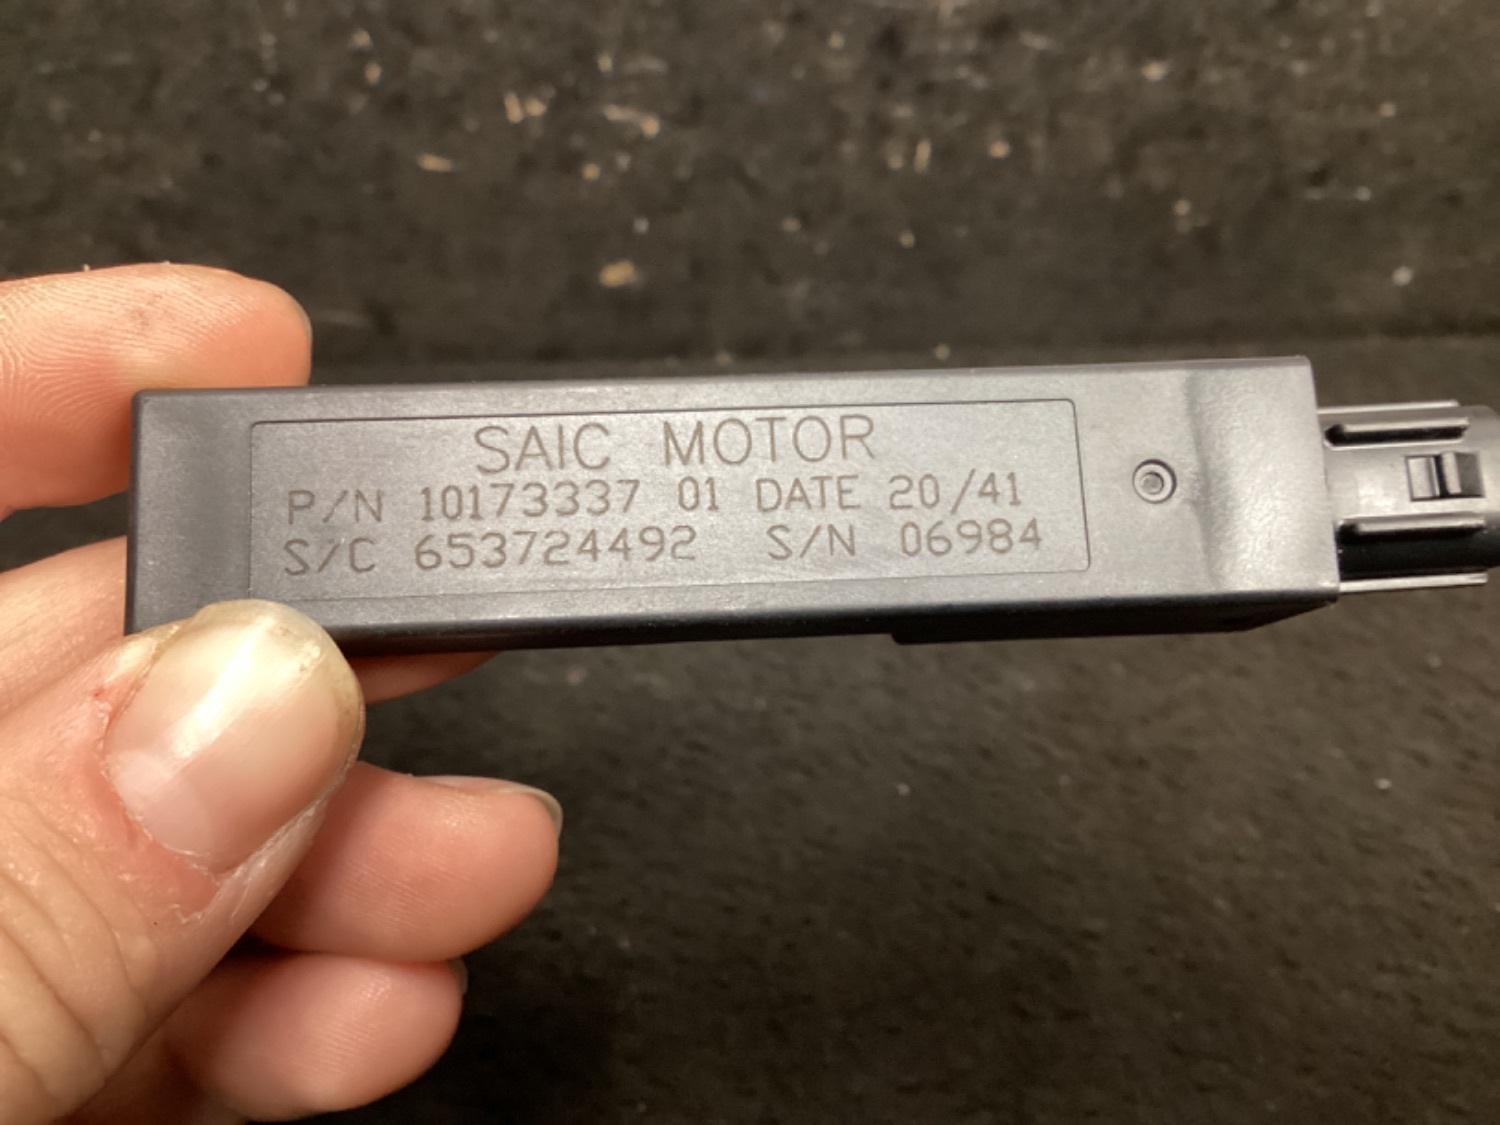 SAIC MOTOR
P/N 10173337 01 DATE 20/41
S/C 653724492 S/N 06984